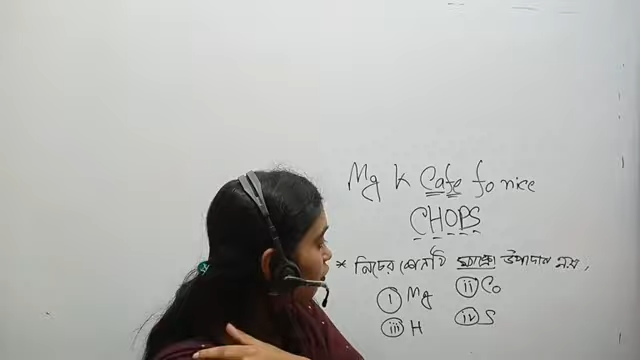 Mg K Cafe fo nice
CHOPS
* নিচের কোনটি ম্যাক্রো উপাদান নয়,
(i) Mg (ii) Co
(iii) H (iv) S